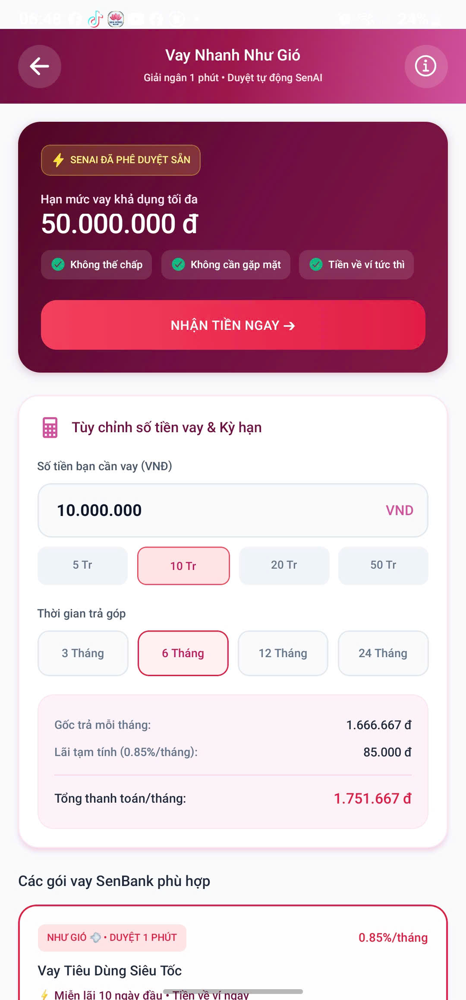 06:48
SEN HỒNG
BANK
24%
Vay Nhanh Như Gió
Giải ngân 1 phút • Duyệt tự động SenAI
SENAI ĐÃ PHÊ DUYỆT SẴN
Hạn mức vay khả dụng tối đa
50.000.000 đ
Không thế chấp
Không cần gặp mặt
Tiền về ví tức thì
NHẬN TIỀN NGAY →
Tùy chỉnh số tiền vay & Kỳ hạn
Số tiền bạn cần vay (VNĐ)
10.000.000 VND
5 Tr 10 Tr 20 Tr 50 Tr
Thời gian trả góp
3 Tháng 6 Tháng 12 Tháng 24 Tháng
Gốc trả mỗi tháng: 1.666.667 đ
Lãi tạm tính (0.85%/tháng): 85.000 đ
Tổng thanh toán/tháng: 1.751.667 đ
Các gói vay SenBank phù hợp
NHƯ GIÓ 💨 • DUYỆT 1 PHÚT 0.85%/tháng
Vay Tiêu Dùng Siêu Tốc
⚡ Miễn lãi 10 ngày đầu • Tiền về ví ngay